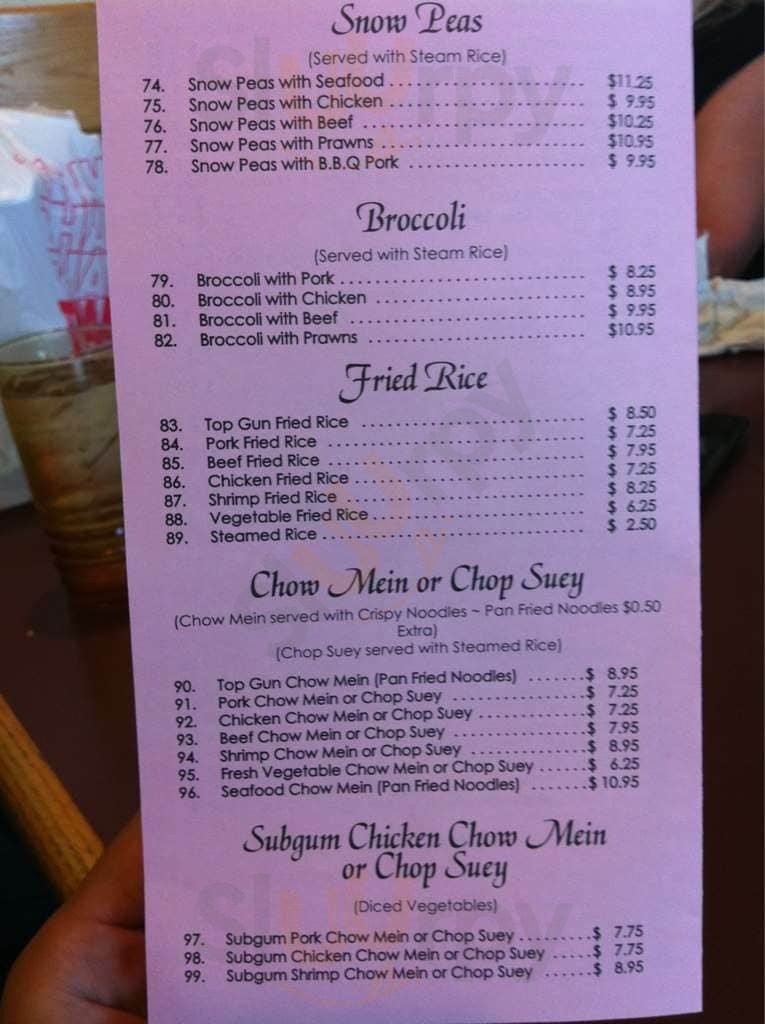 Snow Peas
(Served with Steam Rice)
74. Snow Peas with Seafood . . . . . . . . . . . . . . . . . . . . . . . . . $11.25
75. Snow Peas with Chicken . . . . . . . . . . . . . . . . . . . . . . . . . $ 9.95
76. Snow Peas with Beef . . . . . . . . . . . . . . . . . . . . . . . . . . . . $10.25
77. Snow Peas with Prawns . . . . . . . . . . . . . . . . . . . . . . . . . . $10.95
78. Snow Peas with B.B.Q Pork . . . . . . . . . . . . . . . . . . . . . . $ 9.95
Broccoli
(Served with Steam Rice)
79. Broccoli with Pork . . . . . . . . . . . . . . . . . . . . . . . . . . . . . . $ 8.25
80. Broccoli with Chicken . . . . . . . . . . . . . . . . . . . . . . . . . . $ 8.95
81. Broccoli with Beef . . . . . . . . . . . . . . . . . . . . . . . . . . . . . $ 9.95
82. Broccoli with Prawns . . . . . . . . . . . . . . . . . . . . . . . . . . . $10.95
Fried Rice
83. Top Gun Fried Rice . . . . . . . . . . . . . . . . . . . . . . . . . . . . $ 8.50
84. Pork Fried Rice . . . . . . . . . . . . . . . . . . . . . . . . . . . . . . . . $ 7.25
85. Beef Fried Rice . . . . . . . . . . . . . . . . . . . . . . . . . . . . . . . . $ 7.95
86. Chicken Fried Rice . . . . . . . . . . . . . . . . . . . . . . . . . . . . $ 7.25
87. Shrimp Fried Rice . . . . . . . . . . . . . . . . . . . . . . . . . . . . . . $ 8.25
88. Vegetable Fried Rice . . . . . . . . . . . . . . . . . . . . . . . . . . $ 6.25
89. Steamed Rice . . . . . . . . . . . . . . . . . . . . . . . . . . . . . . . . $ 2.50
Chow Mein or Chop Suey
(Chow Mein served with Crispy Noodles ~ Pan Fried Noodles $0.50
Extra)
(Chop Suey served with Steamed Rice)
90. Top Gun Chow Mein (Pan Fried Noodles) . . . . . . . $ 8.95
91. Pork Chow Mein or Chop Suey . . . . . . . . . . . . . . . . $ 7.25
92. Chicken Chow Mein or Chop Suey . . . . . . . . . . . . . $ 7.25
93. Beef Chow Mein or Chop Suey . . . . . . . . . . . . . . . . $ 7.95
94. Shrimp Chow Mein or Chop Suey . . . . . . . . . . . . . . $ 8.95
95. Fresh Vegetable Chow Mein or Chop Suey . . . . . . $ 6.25
96. Seafood Chow Mein (Pan Fried Noodles) . . . . . . . $ 10.95
Subgum Chicken Chow Mein
or Chop Suey
(Diced Vegetables)
97. Subgum Pork Chow Mein or Chop Suey . . . . . . . . . $ 7.75
98. Subgum Chicken Chow Mein or Chop Suey . . . . . $ 7.75
99. Subgum Shrimp Chow Mein or Chop Suey . . . . . . $ 8.95